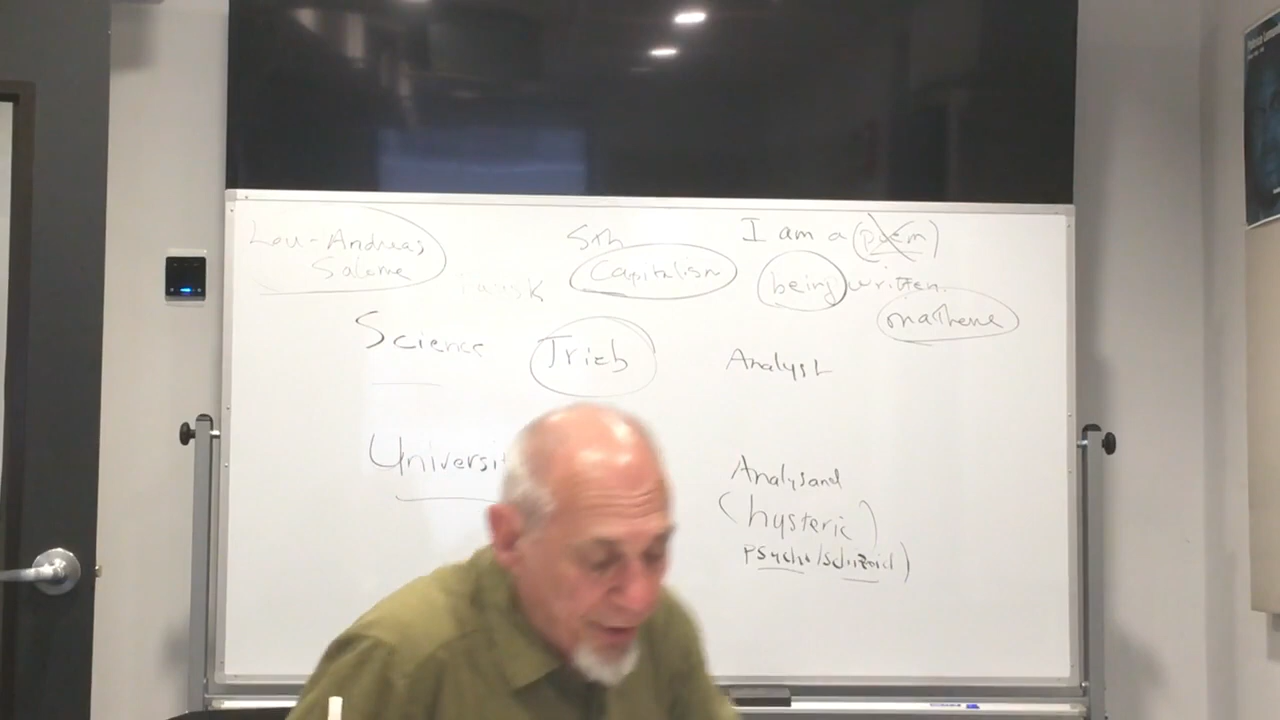 Lou-Andreas
Salome
5th
Capitalism
I am a (poem)
being written.
matheme
Science
Trieb
Analyst
Universi
Analysand
(hysteric)
psycho/schizoid)